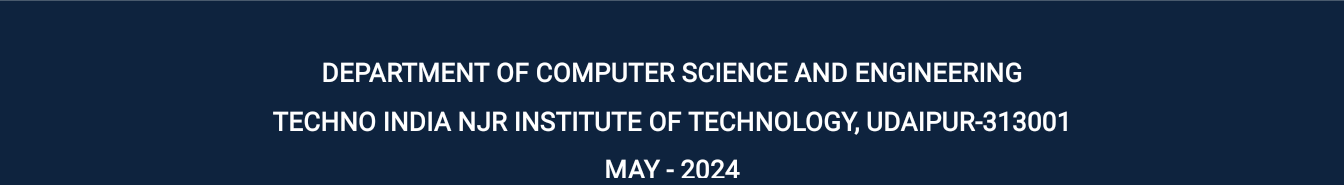 DEPARTMENT OF COMPUTER SCIENCE AND ENGINEERING
TECHNO INDIA NJR INSTITUTE OF TECHNOLOGY, UDAIPUR-313001
MAY - 2024